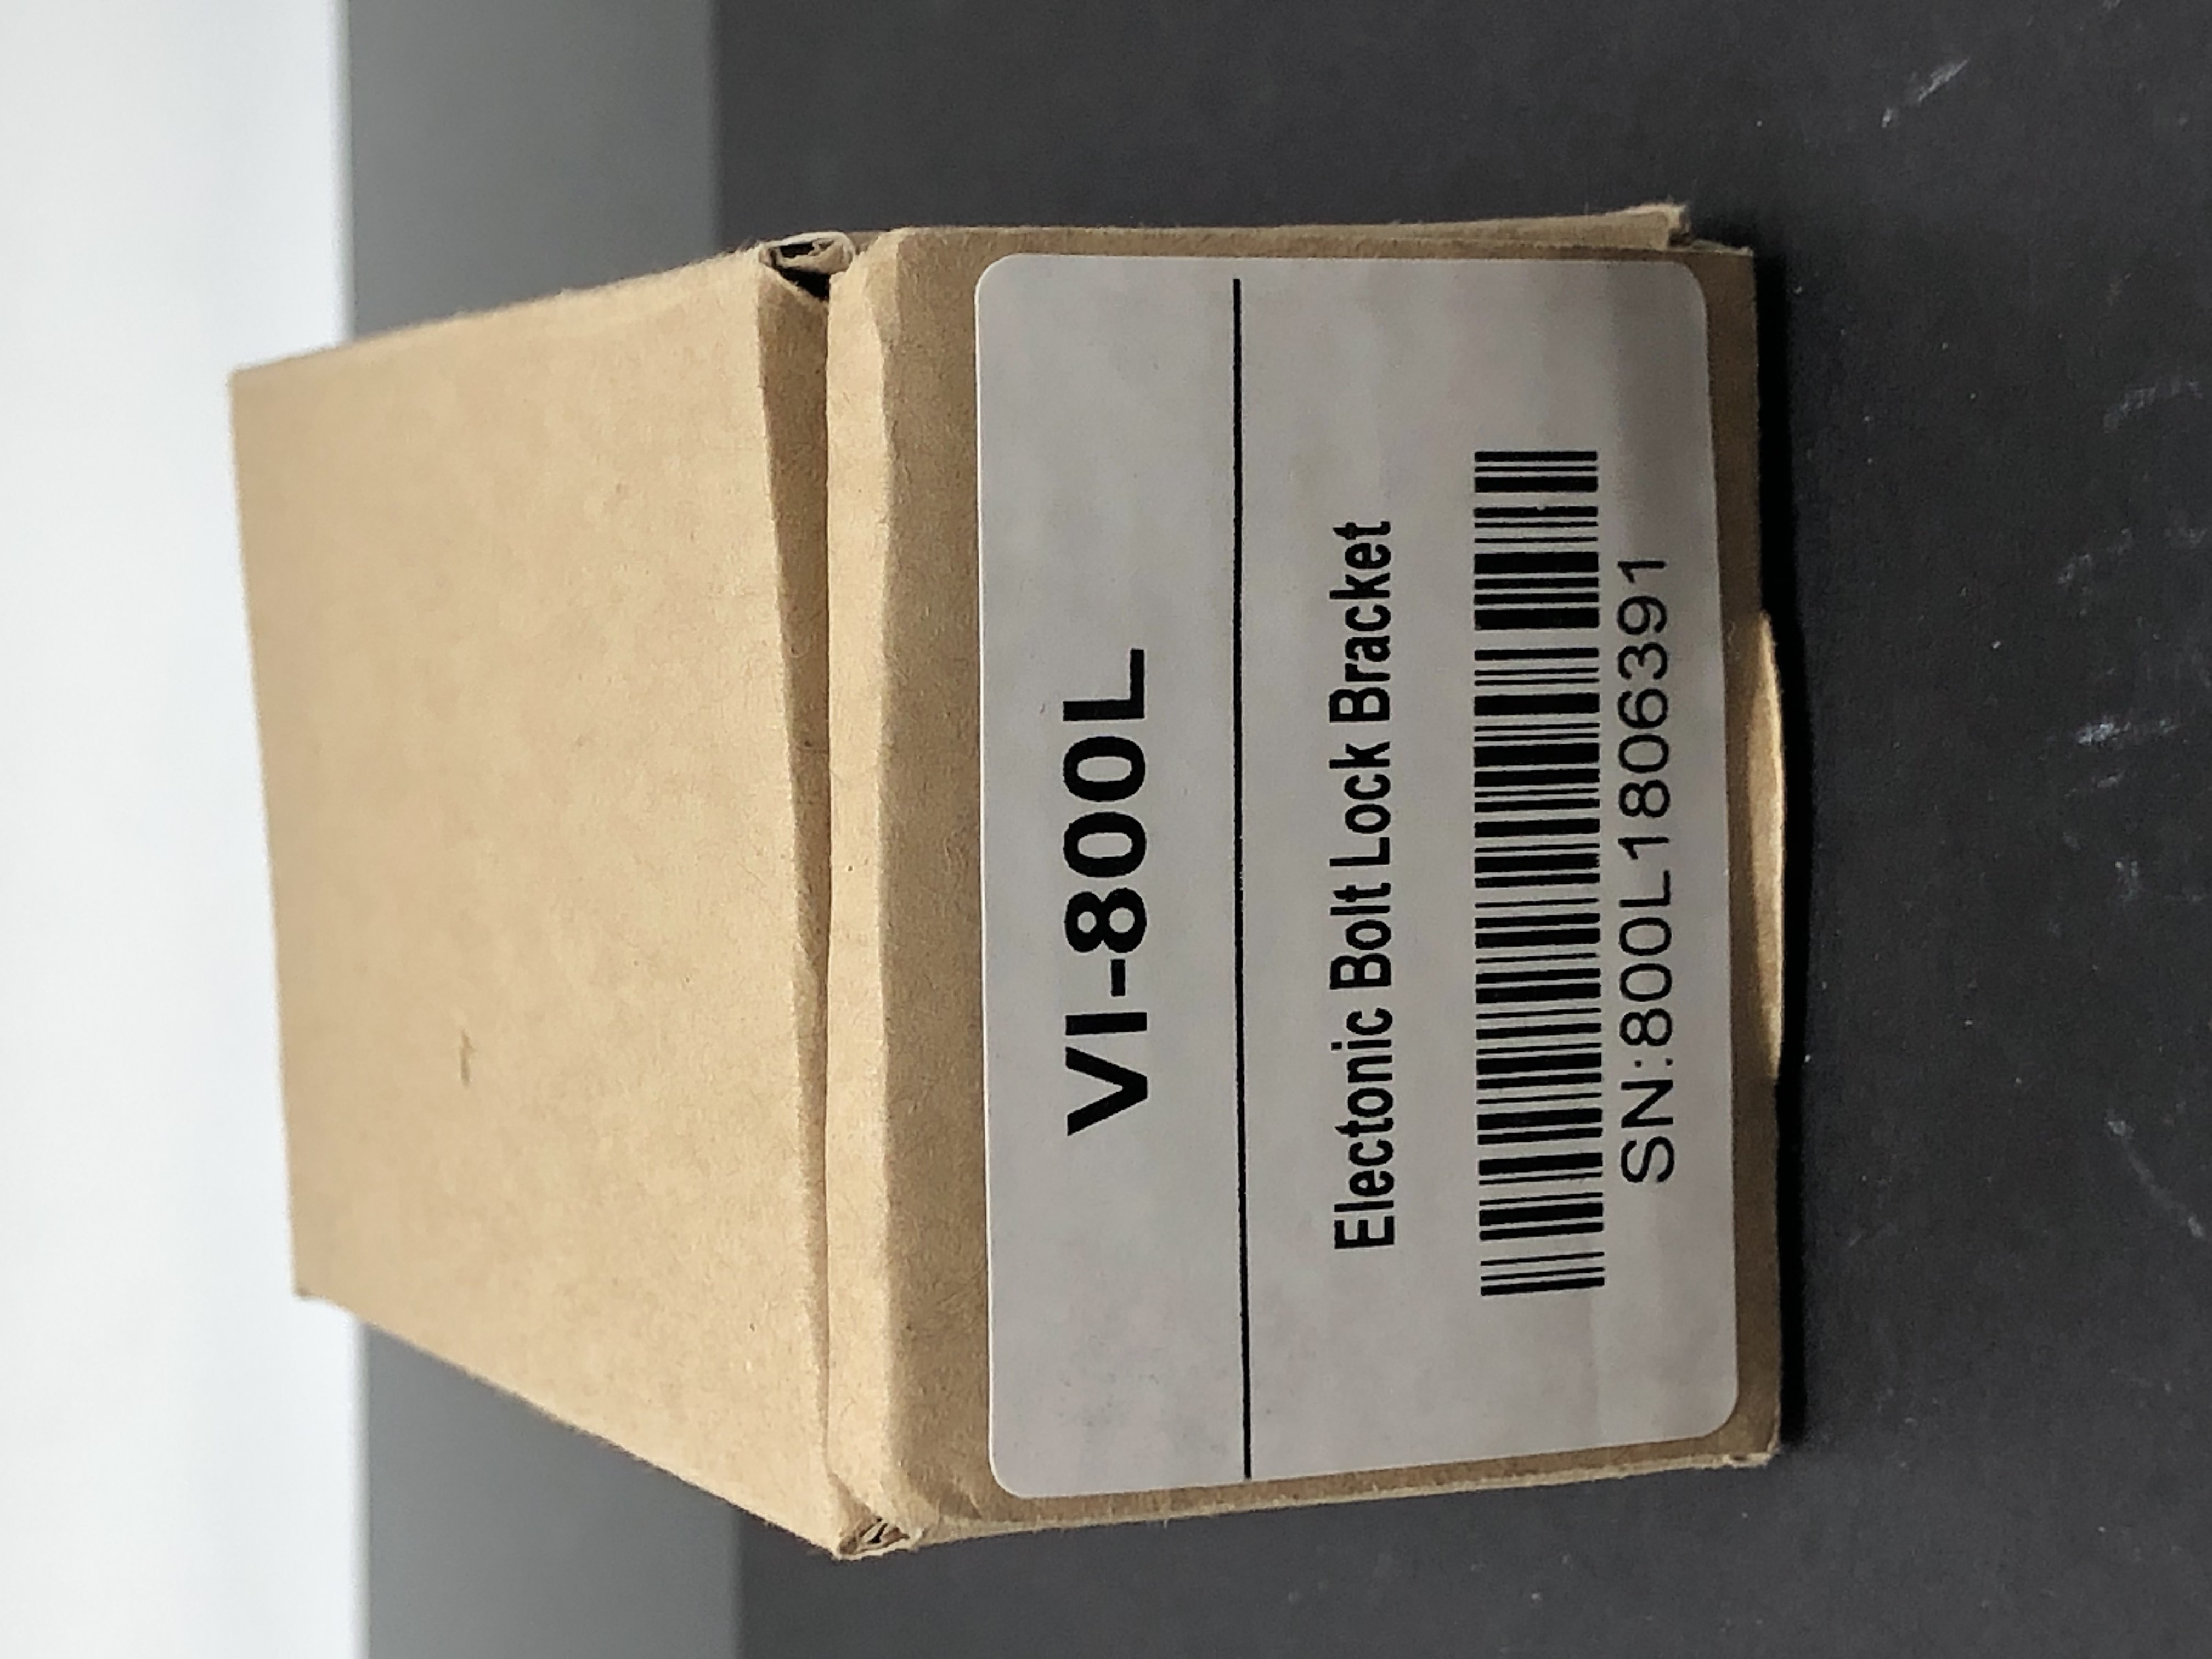 VI-800L
Electonic Bolt Lock Bracket
SN:800L1806391